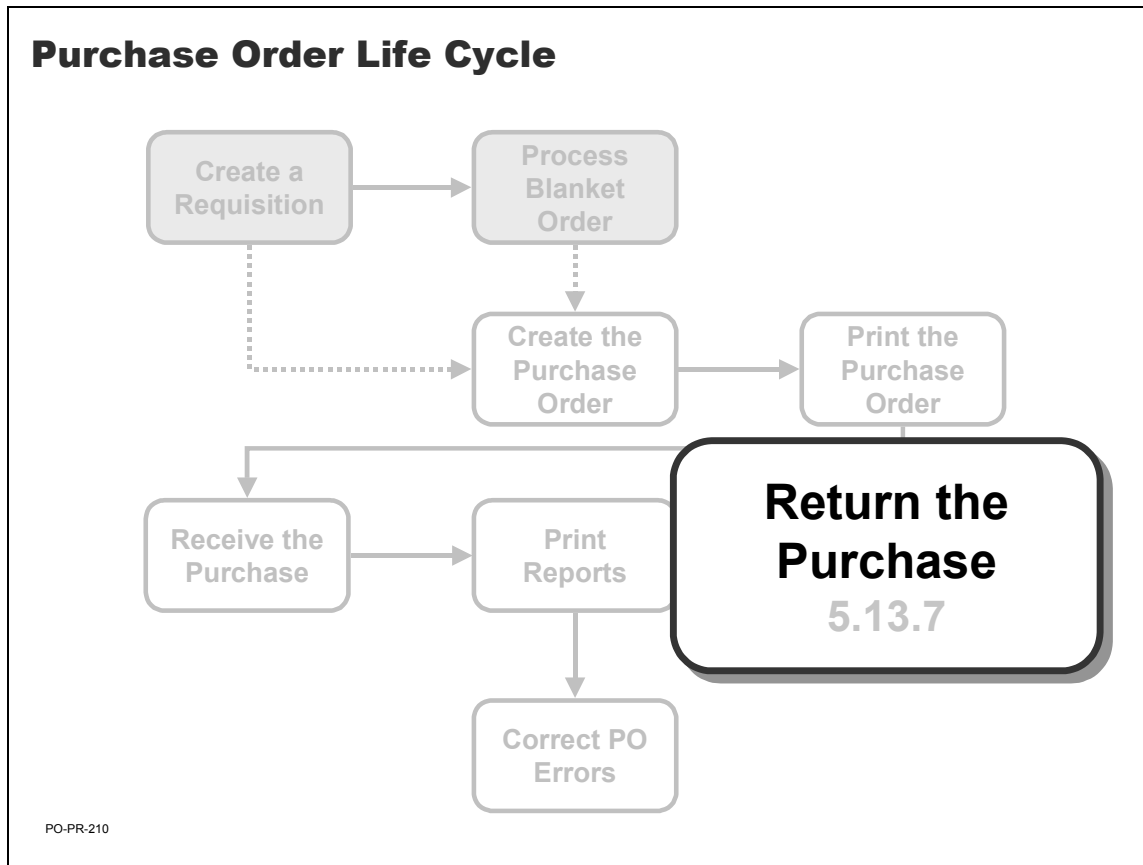 Purchase Order Life Cycle
Create a
Requisition
Process
Blanket
Order
Create the
Purchase
Order
Print the
Purchase
Order
Receive the
Purchase
Print
Reports
Return the
Purchase
5.13.7
Correct PO
Errors
PO-PR-210